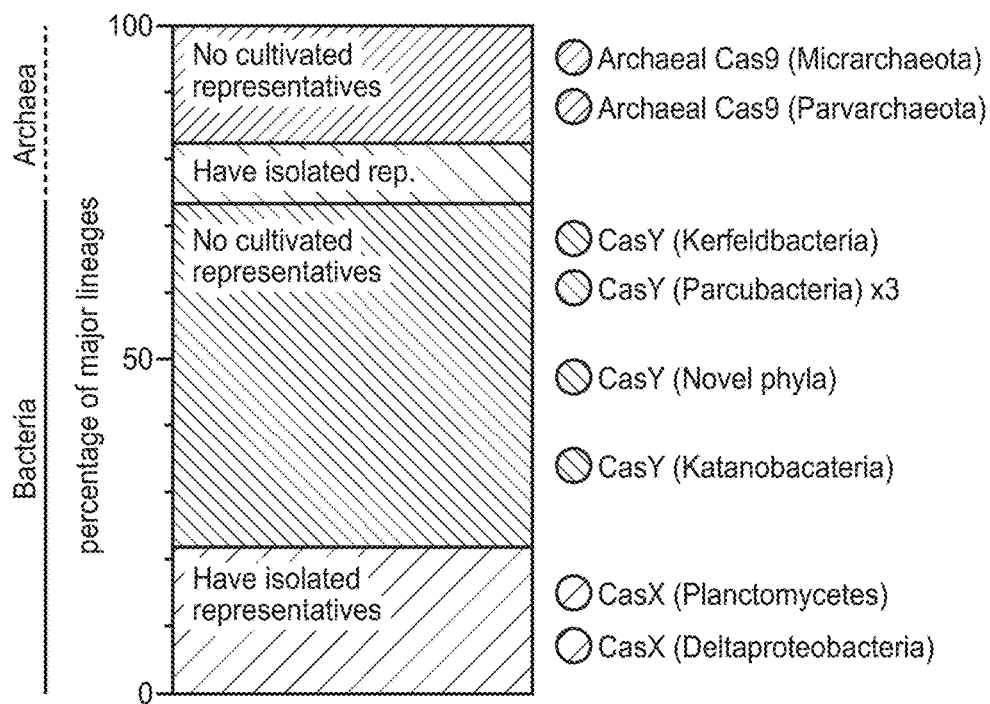 Archaea
Bacteria
percentage of major lineages
100
50
0
No cultivated
representatives
Have isolated rep.
No cultivated
representatives
Have isolated
representatives
Archaeal Cas9 (Micrarchaeota)
Archaeal Cas9 (Parvarchaeota)
CasY (Kerfeldbacteria)
CasY (Parcubacteria) x3
CasY (Novel phyla)
CasY (Katanobacateria)
CasX (Planctomycetes)
CasX (Deltaproteobacteria)